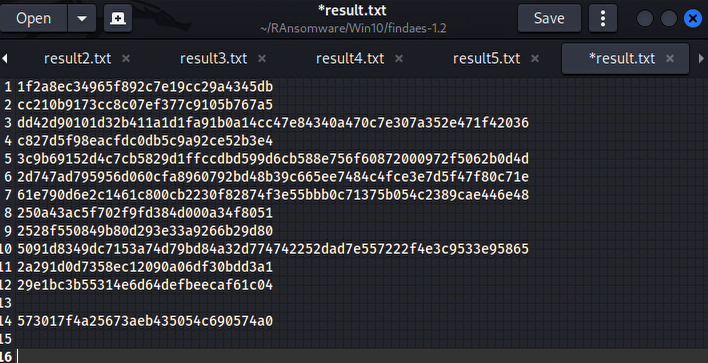 Open
*result.txt
~/RAnsomware/Win10/findaes-1.2
Save
result2.txt
result3.txt
result4.txt
result5.txt
*result.txt
1 1f2a8ec34965f892c7e19cc29a4345db
2 cc210b9173cc8c07ef377c9105b767a5
3 dd42d90101d32b411a1d1fa91b0a14cc47e84340a470c7e307a352e471f42036
4 c827d5f98eacfdc0db5c9a92ce52b3e4
5 3c9b69152d4c7cb5829d1ffccdbd599d6cb588e756f60872000972f5062b0d4d
6 2d747ad795956d060cfa8960792bd48b39c665ee7484c4fce3e7d5f47f80c71e
7 61e790d6e2c1461c800cb2230f82874f3e55bbb0c71375b054c2389cae446e48
8 250a43ac5f702f9fd384d000a34f8051
9 2528f550849b80d293e33a9266b29d80
10 5091d8349dc7153a74d79bd84a32d774742252dad7e557222f4e3c9533e95865
11 2a291d0d7358ec12090a06df30bdd3a1
12 29e1bc3b55314e6d64defbeecaf61c04
13
14 573017f4a25673aeb435054c690574a0
15
16